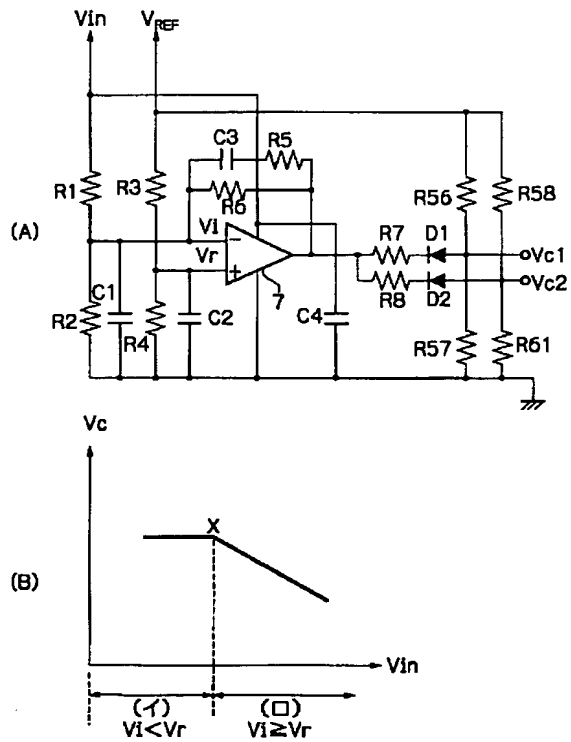 Vin
VREF
C3
R5
R1
R3
R6
R56
R58
(A)
Vi
Vr
R7
D1
Vc1
R8
D2
Vc2
7
C1
R2
R4
C2
C4
R57
R61
Vc
X
(B)
Vin
(イ)
(ロ)
Vi<Vr
Vi≧Vr